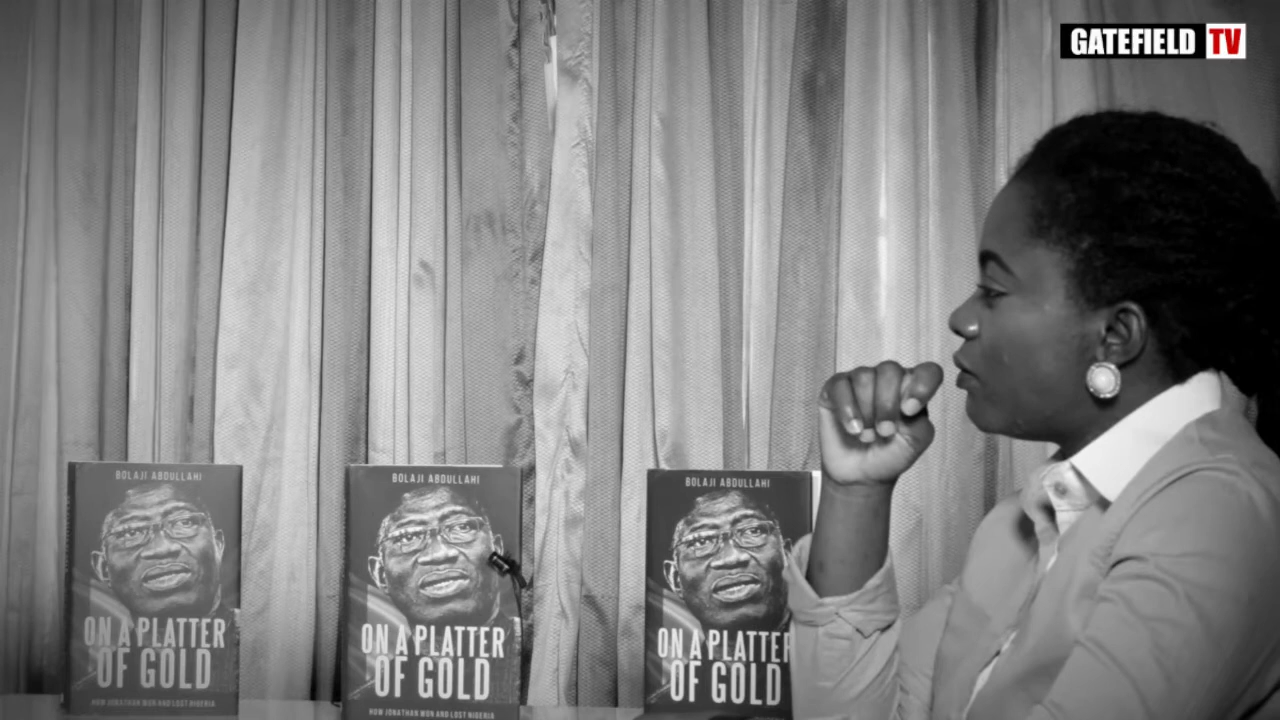 GATEFIELD TV
BOLAJI ABDULLAHI
ON A PLATTER
OF GOLD
HOW JONATHAN WON AND LOST NIGERIA
BOLAJI ABDULLAHI
ON A PLATTER
OF GOLD
HOW JONATHAN WON AND LOST NIGERIA
BOLAJI ABDULLAHI
ON A PLATTER
OF GOLD